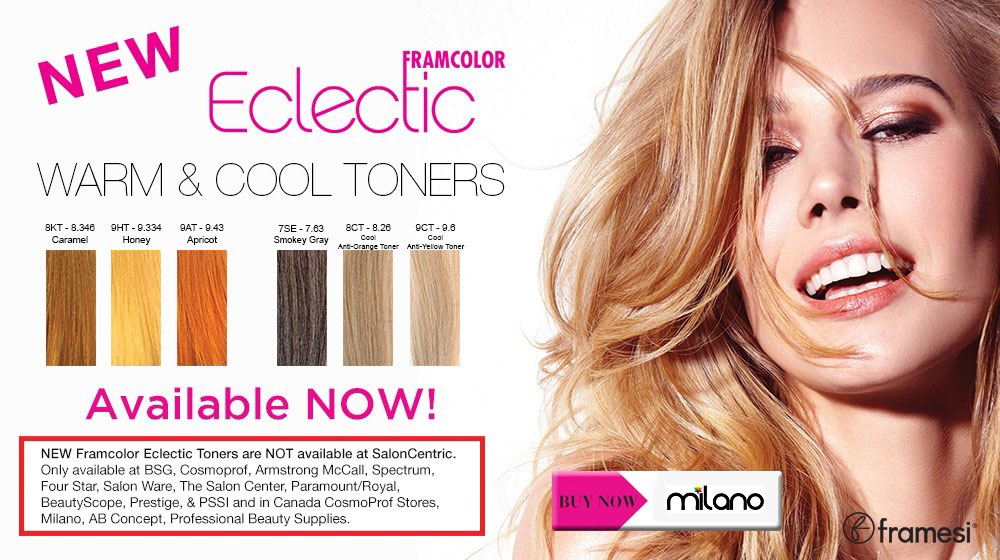 NEW
FRAMCOLOR
Eclectic
WARM & COOL TONERS
8KT - 8.346
Caramel
9HT - 9.334
Honey
9AT - 9.43
Apricot
7SE - 7.63
Smokey Gray
8CT - 8.26
Cool
Anti-Orange Toner
9CT - 9.6
Cool
Anti-Yellow Toner
Available NOW!
NEW Framcolor Eclectic Toners are NOT available at SalonCentric.
Only available at BSG, Cosmoprof, Armstrong McCall, Spectrum,
Four Star, Salon Ware, The Salon Center, Paramount/Royal,
BeautyScope, Prestige, & PSSI and in Canada CosmoProf Stores,
Milano, AB Concept, Professional Beauty Supplies.
BUY NOW
milano
framesi®